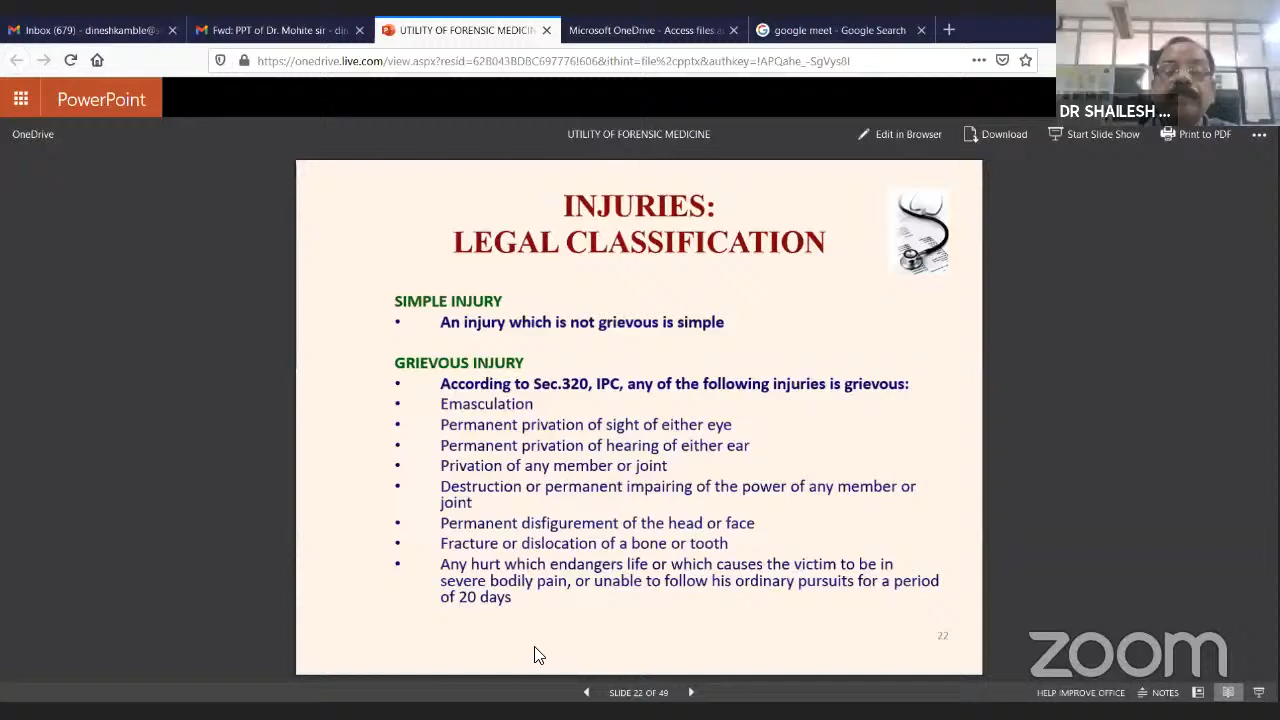 Inbox (679) - dineshkamble@s
Fwd: PPT of Dr. Mohite sir - din
UTILITY OF FORENSIC MEDICIN
Microsoft OneDrive - Access files a
google meet - Google Search
https://onedrive.live.com/view.aspx?resid=62B043BDBC697776!606&ithint=file%2cpptx&authkey=!APQahe_-SgVys8I
PowerPoint
DR SHAILESH ...
OneDrive
UTILITY OF FORENSIC MEDICINE
Edit in Browser
Download
Start Slide Show
Print to PDF
INJURIES:
LEGAL CLASSIFICATION
SIMPLE INJURY
• An injury which is not grievous is simple
GRIEVOUS INJURY
• According to Sec.320, IPC, any of the following injuries is grievous:
• Emasculation
• Permanent privation of sight of either eye
• Permanent privation of hearing of either ear
• Privation of any member or joint
• Destruction or permanent impairing of the power of any member or
joint
• Permanent disfigurement of the head or face
• Fracture or dislocation of a bone or tooth
• Any hurt which endangers life or which causes the victim to be in
severe bodily pain, or unable to follow his ordinary pursuits for a period
of 20 days
22
zoom
SLIDE 22 OF 49
HELP IMPROVE OFFICE
NOTES